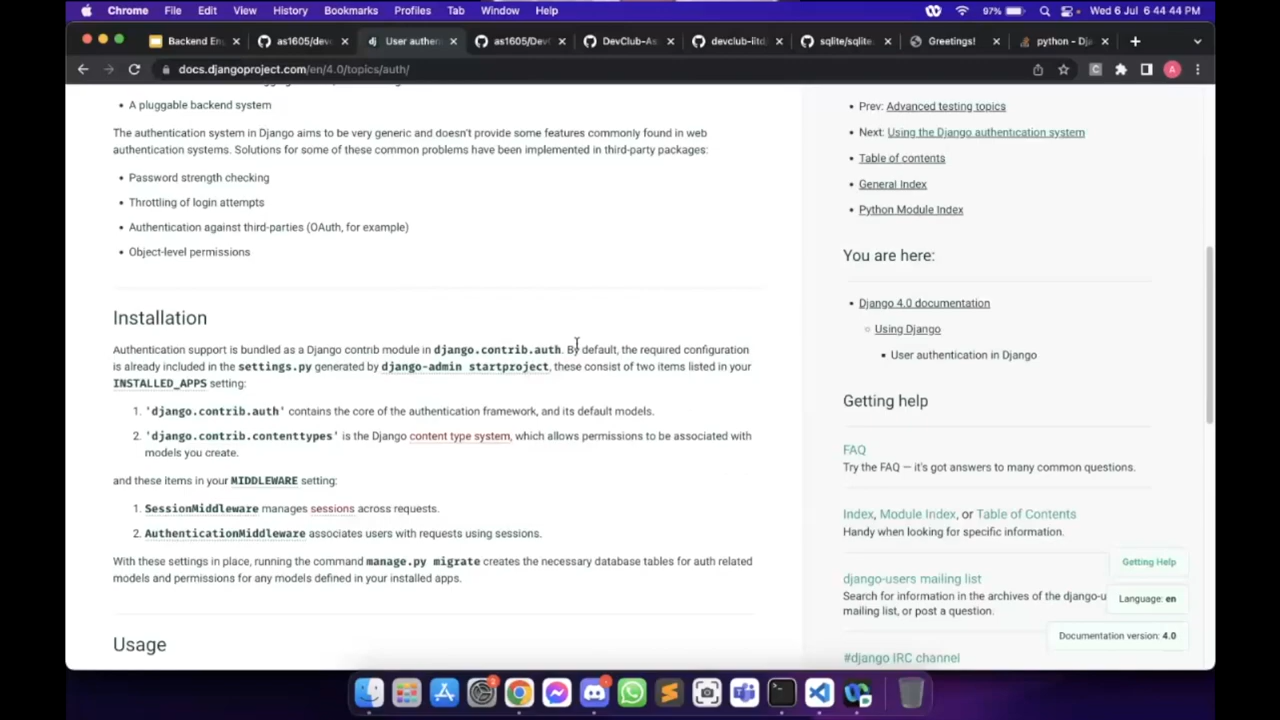 Chrome File Edit View History Bookmarks Profiles Tab Window Help 97% Wed 6 Jul 6 44 44 PM
Backend En as1605/dev dj User authen as1605/Dev DevClub-As devclub-iitd sqlite/sqlite Greetings! python - Dja
docs.djangoproject.com/en/4.0/topics/auth/ C A
• A pluggable backend system
The authentication system in Django aims to be very generic and doesn't provide some features commonly found in web
authentication systems. Solutions for some of these common problems have been implemented in third-party packages:
• Password strength checking
• Throttling of login attempts
• Authentication against third-parties (OAuth, for example)
• Object-level permissions
Installation
Authentication support is bundled as a Django contrib module in django.contrib.auth. By default, the required configuration
is already included in the settings.py generated by django-admin startproject, these consist of two items listed in your
INSTALLED_APPS setting:
1. 'django.contrib.auth' contains the core of the authentication framework, and its default models.
2. 'django.contrib.contenttypes' is the Django content type system, which allows permissions to be associated with
models you create.
and these items in your MIDDLEWARE setting:
1. SessionMiddleware manages sessions across requests.
2. AuthenticationMiddleware associates users with requests using sessions.
With these settings in place, running the command manage.py migrate creates the necessary database tables for auth related
models and permissions for any models defined in your installed apps.
Usage
• Prev: Advanced testing topics
• Next: Using the Django authentication system
• Table of contents
• General Index
• Python Module Index
You are here:
• Django 4.0 documentation
Using Django
User authentication in Django
Getting help
FAQ
Try the FAQ — it's got answers to many common questions.
Index, Module Index, or Table of Contents
Handy when looking for specific information.
django-users mailing list
Search for information in the archives of the django-u
mailing list, or post a question.
#django IRC channel
Getting Help
Language: en
Documentation version: 4.0